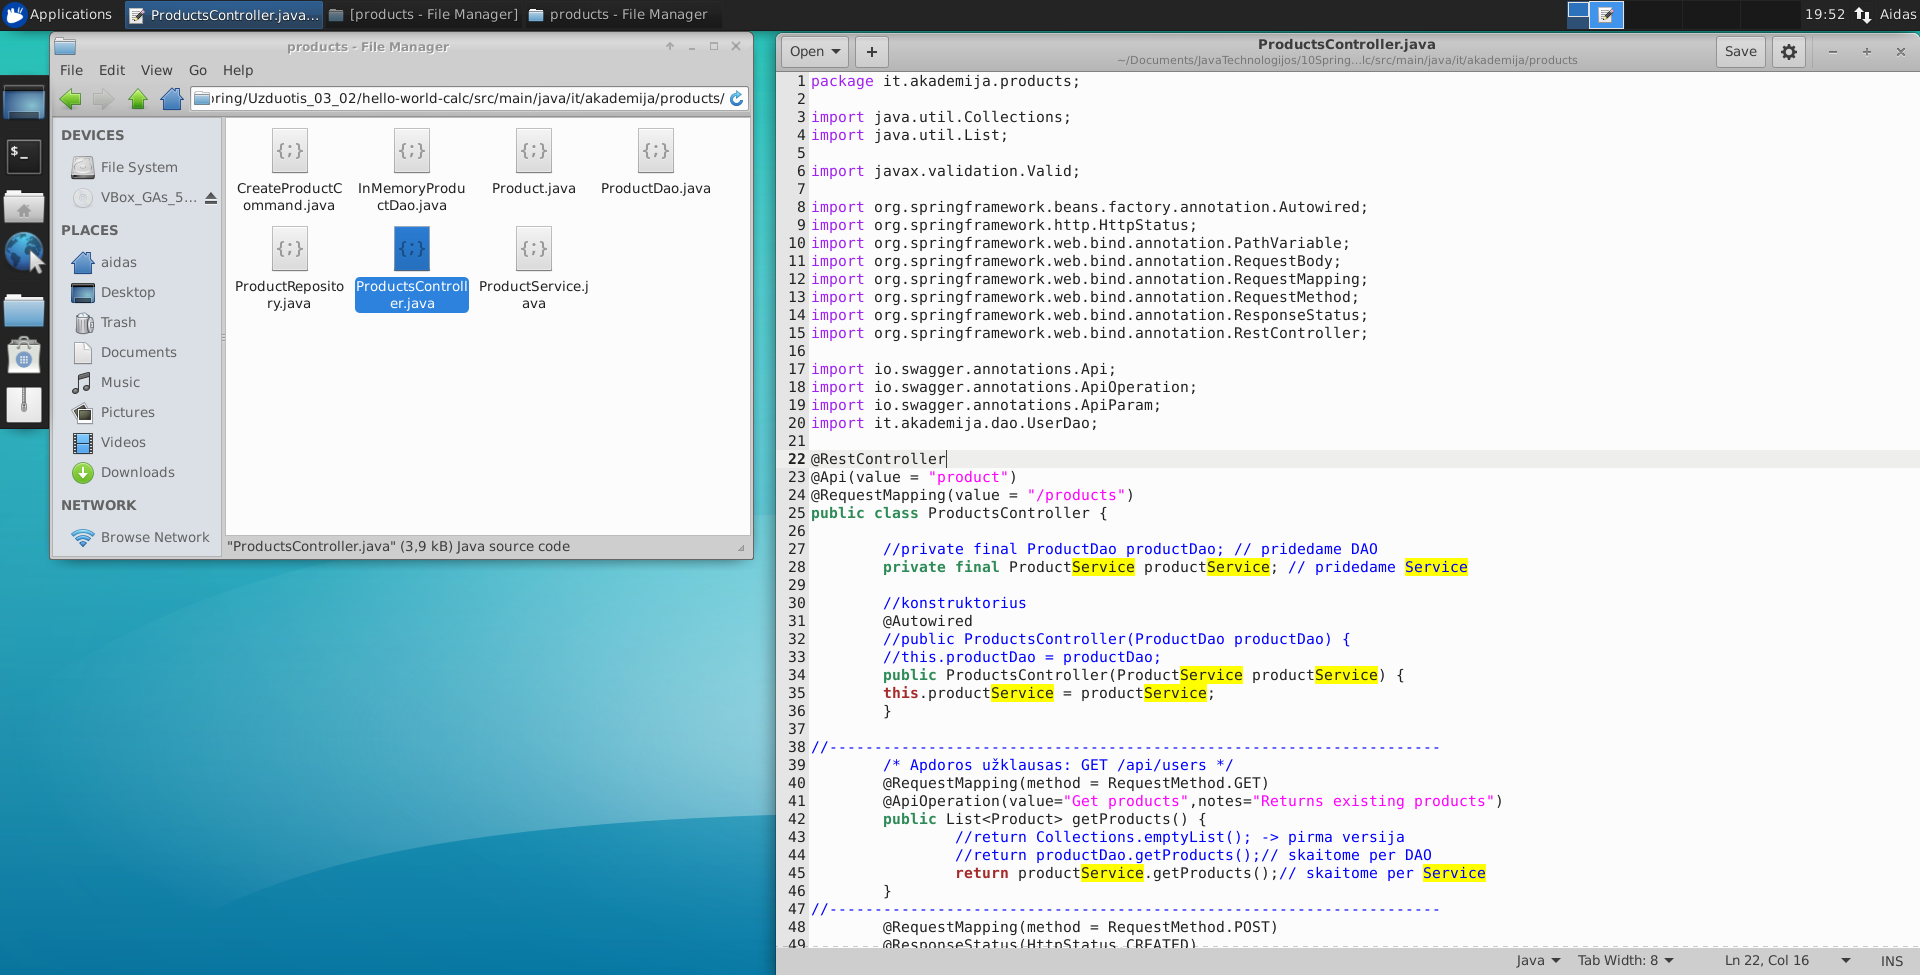 Applications
ProductsController.java...
[products - File Manager]
products - File Manager
19:52
Aidas
products - File Manager
File Edit View Go Help
ring/Uzduotis_03_02/hello-world-calc/src/main/java/it/akademija/products/
DEVICES
File System
VBox_GAs_5...
PLACES
aidas
Desktop
Trash
Documents
Music
Pictures
Videos
Downloads
NETWORK
Browse Network
CreateProductC
ommand.java
InMemoryProdu
ctDao.java
Product.java
ProductDao.java
ProductReposito
ry.java
ProductsControll
er.java
ProductService.j
ava
"ProductsController.java" (3,9 kB) Java source code
Open
ProductsController.java
~/Documents/JavaTechnologijos/10Spring...lc/src/main/java/it/akademija/products
Save
1 package it.akademija.products;
2
3 import java.util.Collections;
4 import java.util.List;
5
6 import javax.validation.Valid;
7
8 import org.springframework.beans.factory.annotation.Autowired;
9 import org.springframework.http.HttpStatus;
10 import org.springframework.web.bind.annotation.PathVariable;
11 import org.springframework.web.bind.annotation.RequestBody;
12 import org.springframework.web.bind.annotation.RequestMapping;
13 import org.springframework.web.bind.annotation.RequestMethod;
14 import org.springframework.web.bind.annotation.ResponseStatus;
15 import org.springframework.web.bind.annotation.RestController;
16
17 import io.swagger.annotations.Api;
18 import io.swagger.annotations.ApiOperation;
19 import io.swagger.annotations.ApiParam;
20 import it.akademija.dao.UserDao;
21
22 @RestController
23 @Api(value = "product")
24 @RequestMapping(value = "/products")
25 public class ProductsController {
26
27 //private final ProductDao productDao; // pridedame DAO
28 private final ProductService productService; // pridedame Service
29
30 //konstruktorius
31 @Autowired
32 //public ProductsController(ProductDao productDao) {
33 //this.productDao = productDao;
34 public ProductsController(ProductService productService) {
35 this.productService = productService;
36 }
37
38 //--------------------------------------------------------------------
39 /* Apdoros užklausas: GET /api/users */
40 @RequestMapping(method = RequestMethod.GET)
41 @ApiOperation(value="Get products",notes="Returns existing products")
42 public List<Product> getProducts() {
43 //return Collections.emptyList(); -> pirma versija
44 //return productDao.getProducts();// skaitome per DAO
45 return productService.getProducts();// skaitome per Service
46 }
47 //--------------------------------------------------------------------
48 @RequestMapping(method = RequestMethod.POST)
49 @ResponseStatus(HttpStatus.CREATED)
Java
Tab Width: 8
Ln 22, Col 16
INS